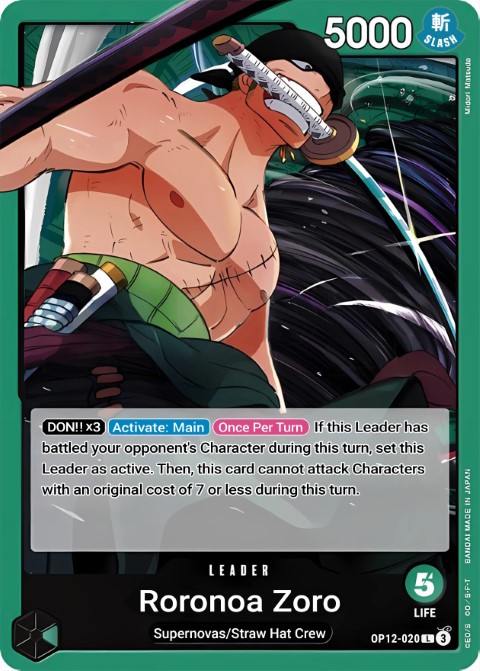 5000
斬
SLASH
Midori Matsuda
DON!! x3 Activate: Main Once Per Turn If this Leader has
battled your opponent's Character during this turn, set this
Leader as active. Then, this card cannot attack Characters
with an original cost of 7 or less during this turn.
LEADER
Roronoa Zoro
Supernovas/Straw Hat Crew
5
LIFE
OP12-020 L 3
©E.O./S. ©O./S.F.T BANDAI MADE IN JAPAN